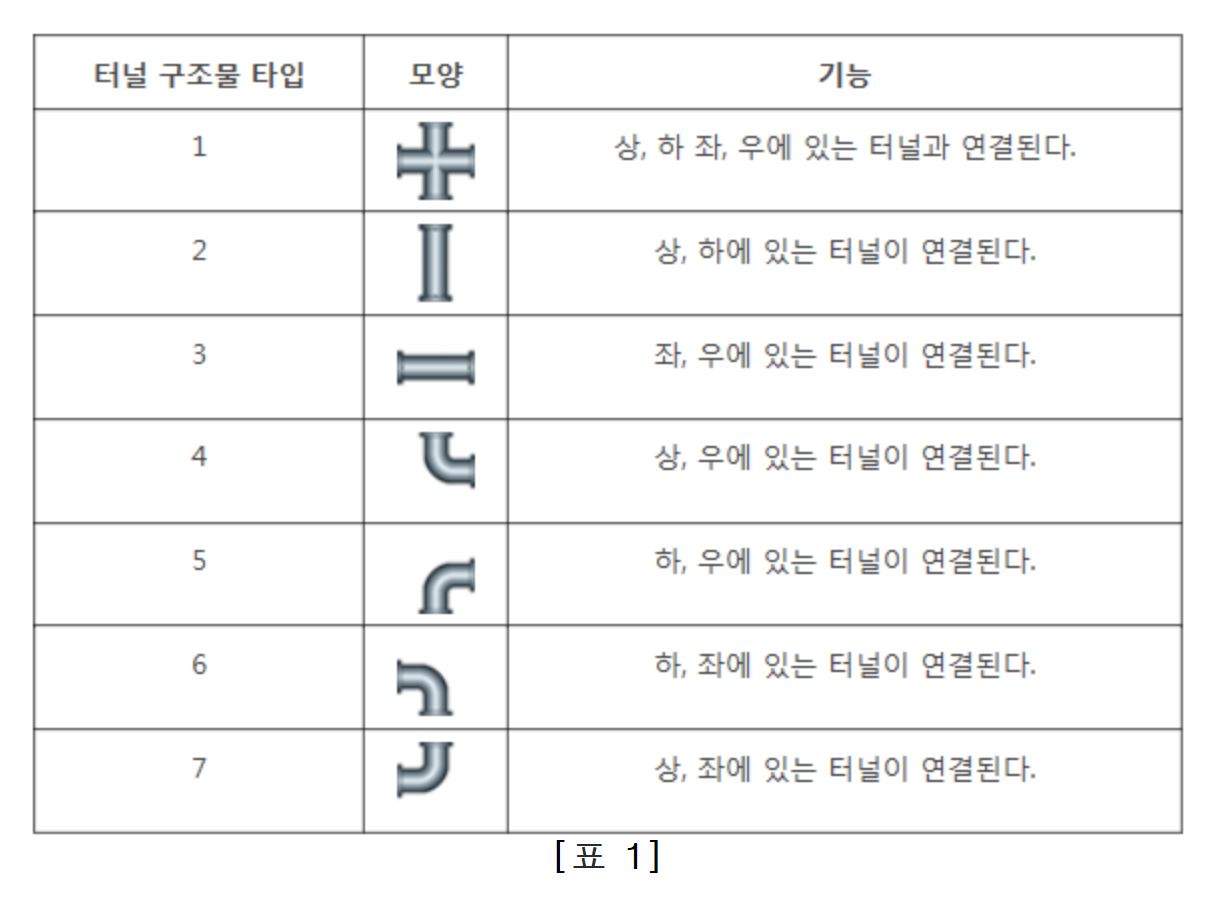 터널 구조물 타입 모양 기능
1 상, 하 좌, 우에 있는 터널과 연결된다.
2 상, 하에 있는 터널이 연결된다.
3 좌, 우에 있는 터널이 연결된다.
4 상, 우에 있는 터널이 연결된다.
5 하, 우에 있는 터널이 연결된다.
6 하, 좌에 있는 터널이 연결된다.
7 상, 좌에 있는 터널이 연결된다.
[표 1]